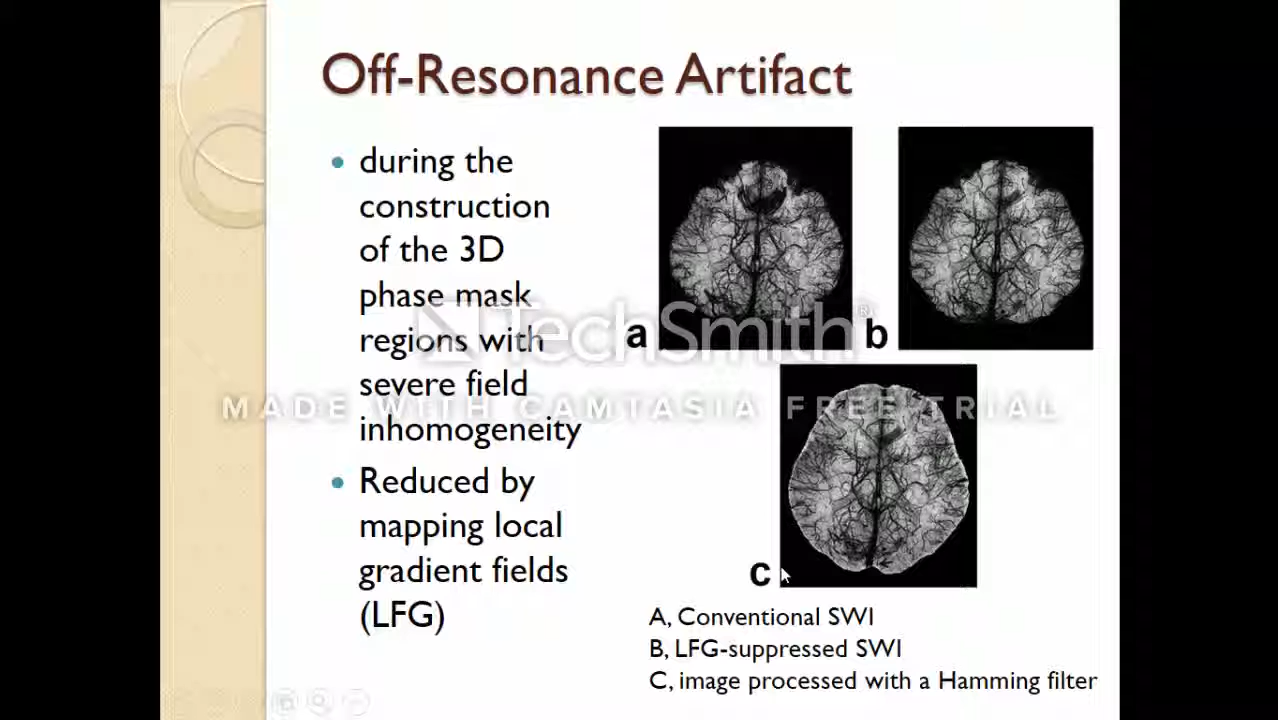 Off-Resonance Artifact
during the
construction
of the 3D
phase mask
regions with
severe field
inhomogeneity
Reduced by
mapping local
gradient fields
(LFG)
a
b
c
TechSmith®
MADE WITH CAMTASIA FREE TRIAL
A, Conventional SWI
B, LFG-suppressed SWI
C, image processed with a Hamming filter